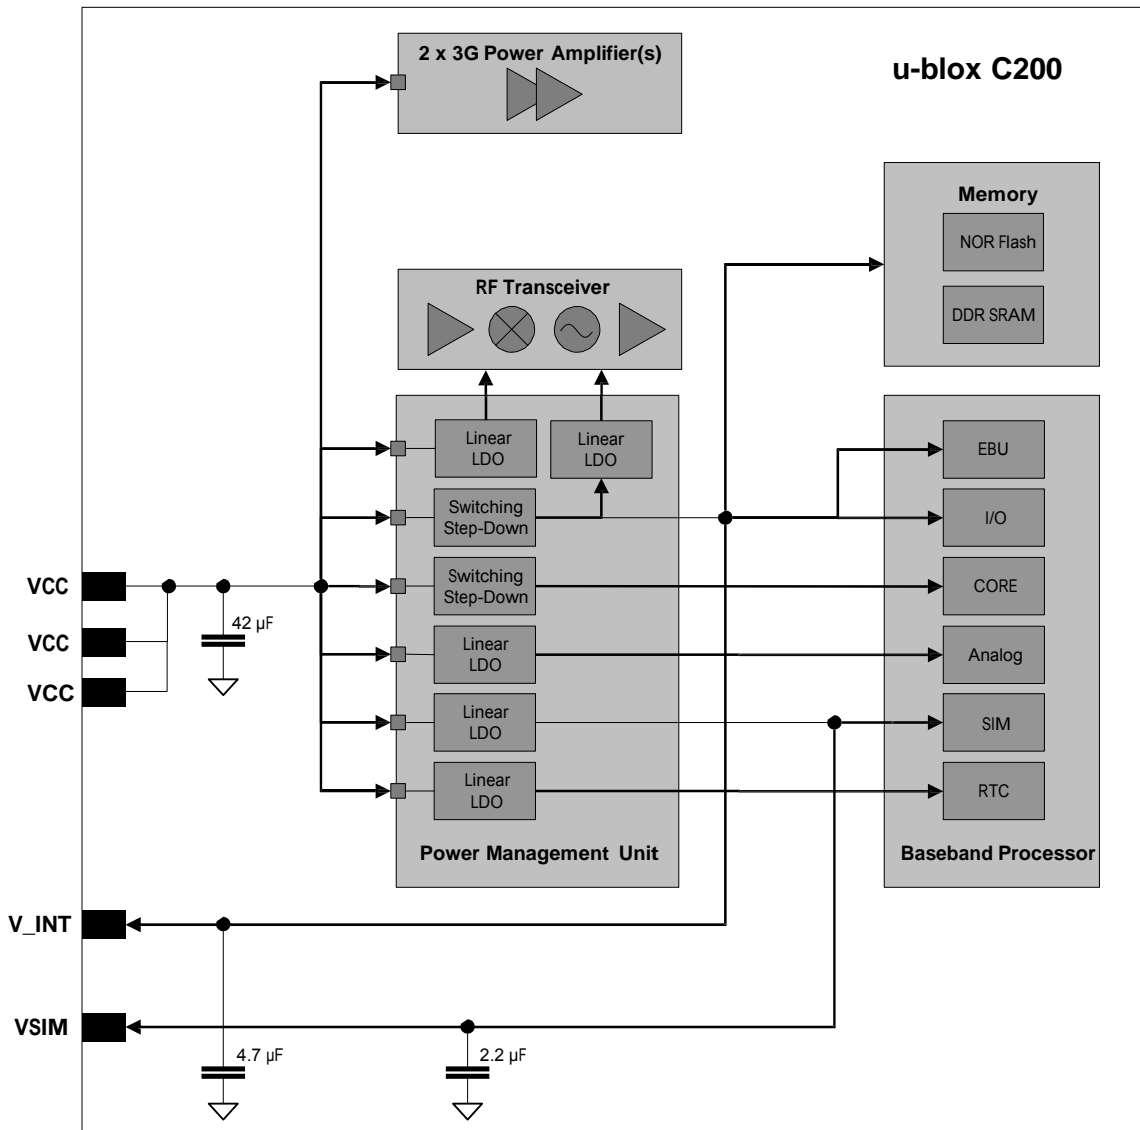 2 x 3G Power Amplifier(s)
u-blox C200
Memory
NOR Flash
DDR SRAM
RF Transceiver
Linear
LDO
Linear
LDO
EBU
Switching
Step-Down
I/O
VCC
Switching
Step-Down
CORE
42 µF
VCC
Linear
LDO
Analog
VCC
Linear
LDO
SIM
Linear
LDO
RTC
Power Management Unit
Baseband Processor
V_INT
VSIM
4.7 µF
2.2 µF